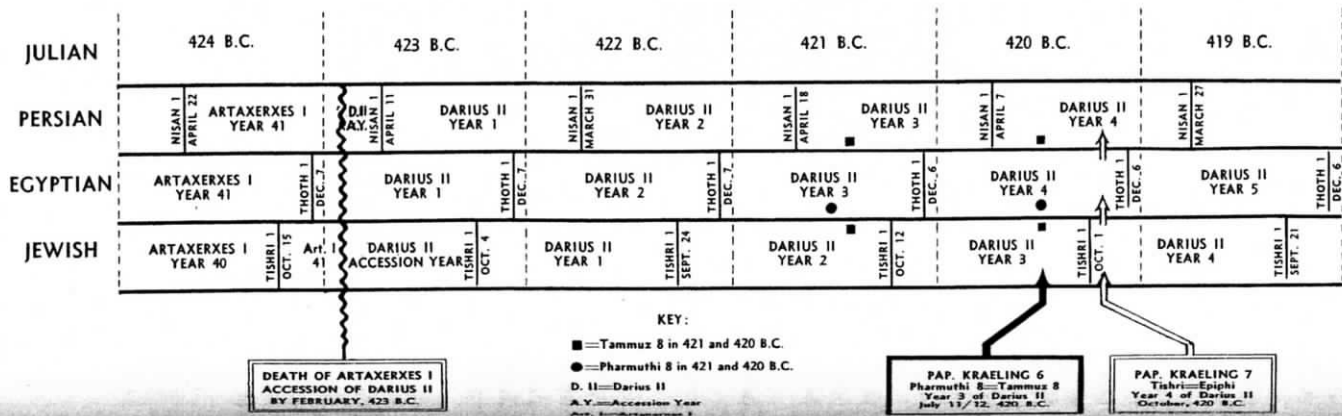 JULIAN 424 B.C. 423 B.C. 422 B.C. 421 B.C. 420 B.C. 419 B.C.
PERSIAN
NISAN 1
APRIL 22
ARTAXERXES I
YEAR 41
D.II
A.Y.
NISAN 1
APRIL 11
DARIUS II
YEAR 1
NISAN 1
MARCH 31
DARIUS II
YEAR 2
NISAN 1
APRIL 18
DARIUS II
YEAR 3
NISAN 1
APRIL 7
DARIUS II
YEAR 4
NISAN 1
MARCH 27
EGYPTIAN
ARTAXERXES I
YEAR 41
THOTH 1
DEC. 7
DARIUS II
YEAR 1
THOTH 1
DEC. 7
DARIUS II
YEAR 2
THOTH 1
DEC. 7
DARIUS II
YEAR 3
THOTH 1
DEC. 6
DARIUS II
YEAR 4
THOTH 1
DEC. 6
DARIUS II
YEAR 5
THOTH 1
DEC. 6
JEWISH
ARTAXERXES I
YEAR 40
TISHRI 1
OCT. 15
Art. I
41
DARIUS II
ACCESSION YEAR
TISHRI 1
OCT. 4
DARIUS II
YEAR 1
TISHRI 1
SEPT. 24
DARIUS II
YEAR 2
TISHRI 1
OCT. 12
DARIUS II
YEAR 3
TISHRI 1
OCT. 1
DARIUS II
YEAR 4
TISHRI 1
SEPT. 21
DEATH OF ARTAXERXES I
ACCESSION OF DARIUS II
BY FEBRUARY, 423 B.C.
KEY:
■=Tammuz 8 in 421 and 420 B.C.
●=Pharmuthi 8 in 421 and 420 B.C.
D. II=Darius II
A.Y.=Accession Year
Art. I=Artaxerxes I
PAP. KRAELING 6
Pharmuthi 8=Tammuz 8
Year 3 of Darius II
July 11/12, 420 B.C.
PAP. KRAELING 7
Tishri=Epiphi
Year 4 of Darius II
October, 420 B.C.